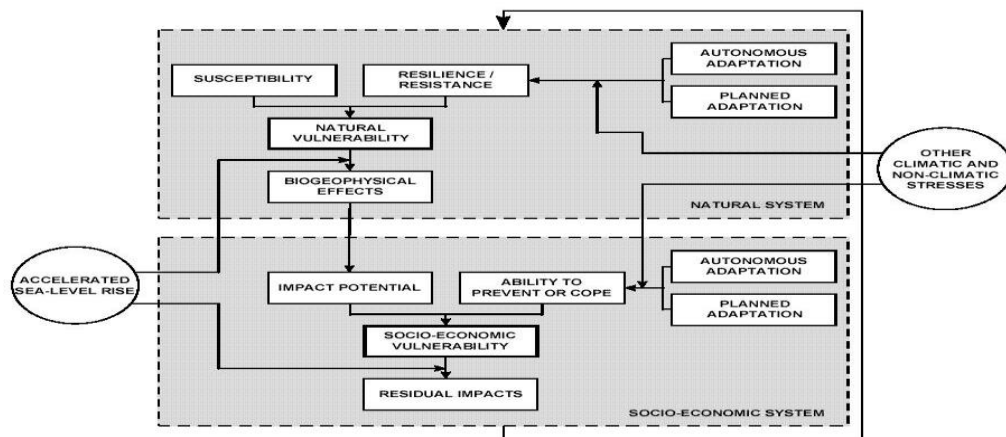 AUTONOMOUS
ADAPTATION
SUSCEPTIBILITY
RESILIENCE /
RESISTANCE
PLANNED
ADAPTATION
NATURAL
VULNERABILITY
OTHER
CLIMATIC AND
NON-CLIMATIC
STRESSES
BIOGEOPHYSICAL
EFFECTS
NATURAL SYSTEM
ACCELERATED
SEA-LEVEL RISE
IMPACT POTENTIAL
ABILITY TO
PREVENT OR COPE
AUTONOMOUS
ADAPTATION
PLANNED
ADAPTATION
SOCIO-ECONOMIC
VULNERABILITY
RESIDUAL IMPACTS
SOCIO-ECONOMIC SYSTEM